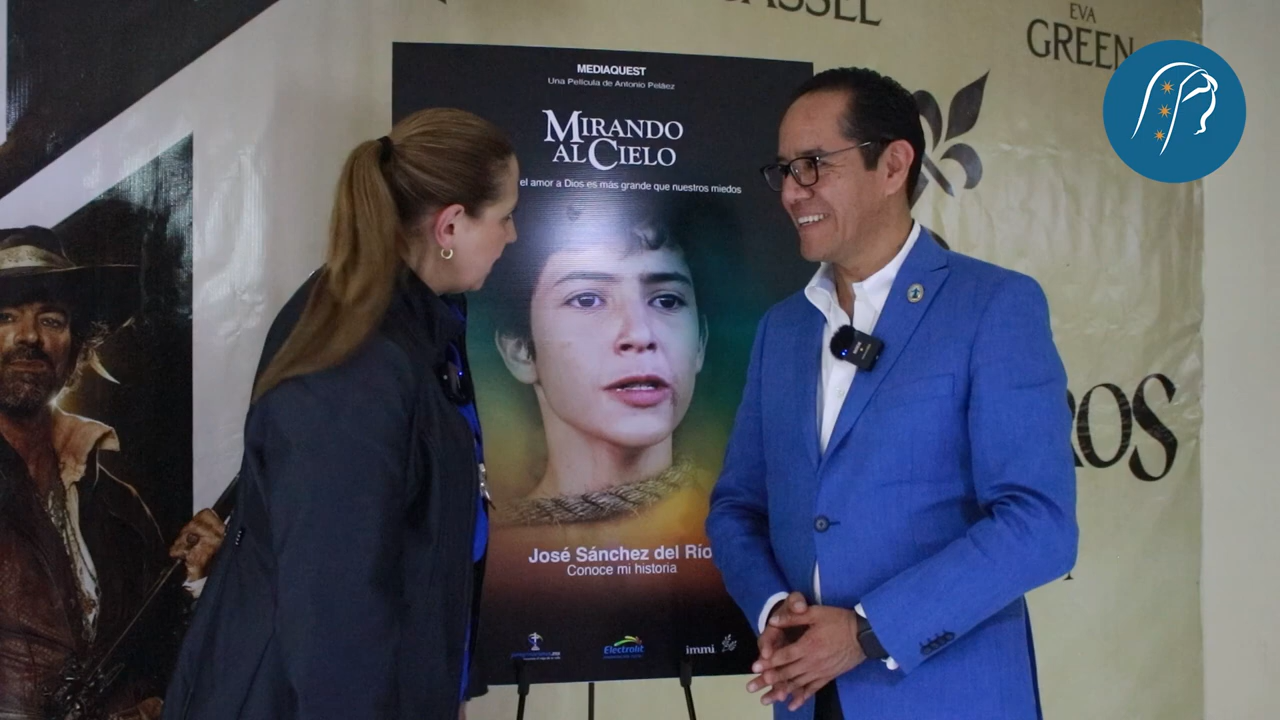 CASSEL
EVA
GREEN
MEDIAQUEST
Una Película de Antonio Peláez
MIRANDO
AL CIELO
el amor a Dios es más grande que nuestros miedos
José Sánchez del Río
Conoce mi historia
Electrolit
immi
ROS